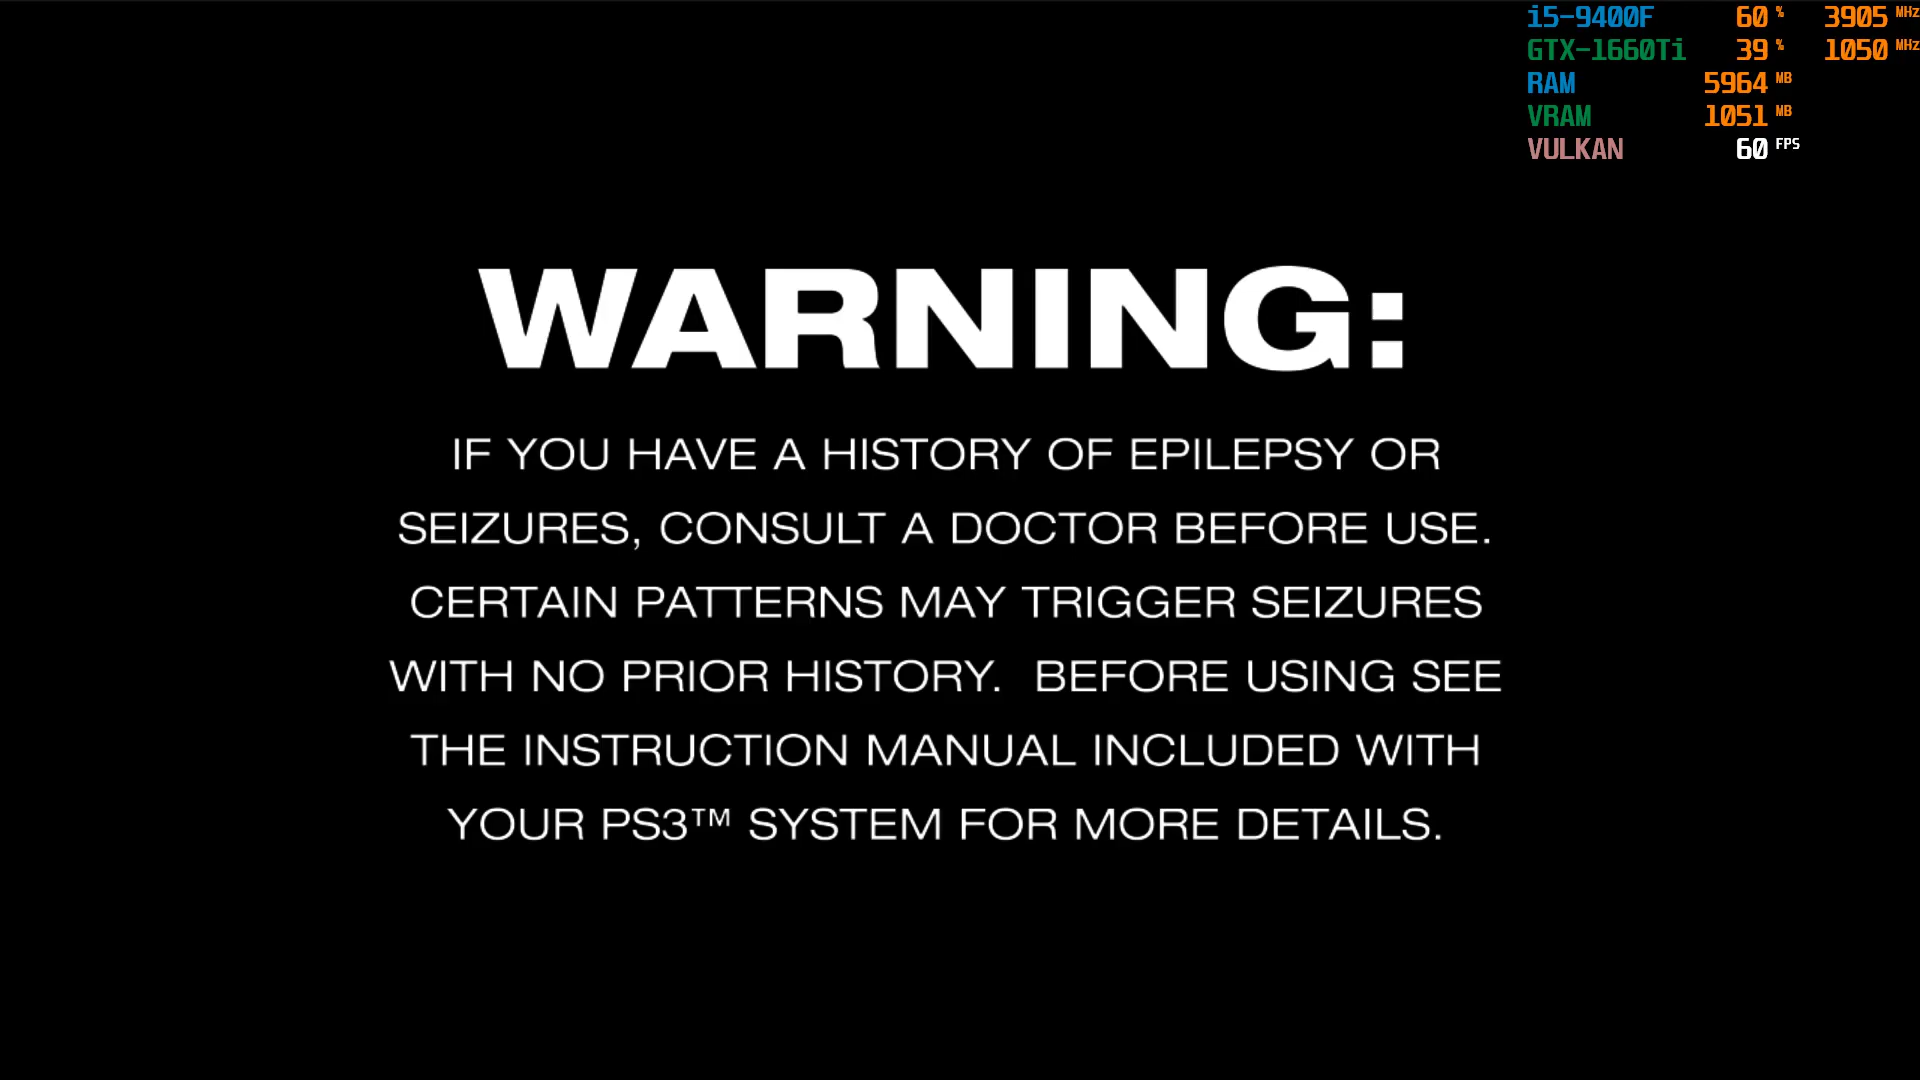 i5-9400F 60 % 3905 MHz
GTX-1660Ti 39 % 1050 MHz
RAM 5964 MB
VRAM 1051 MB
VULKAN 60 FPS
WARNING:
IF YOU HAVE A HISTORY OF EPILEPSY OR
SEIZURES, CONSULT A DOCTOR BEFORE USE.
CERTAIN PATTERNS MAY TRIGGER SEIZURES
WITH NO PRIOR HISTORY.  BEFORE USING SEE
THE INSTRUCTION MANUAL INCLUDED WITH
YOUR PS3™ SYSTEM FOR MORE DETAILS.